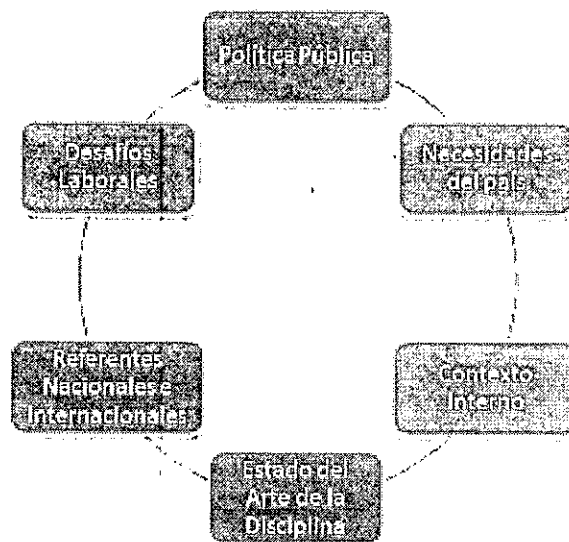 Política Pública
Necesidades
del país
Contexto
Interno
Estado del
Arte de la
Disciplina
Referentes
Nacionales e
Internacionales
Desafíos
Laborales